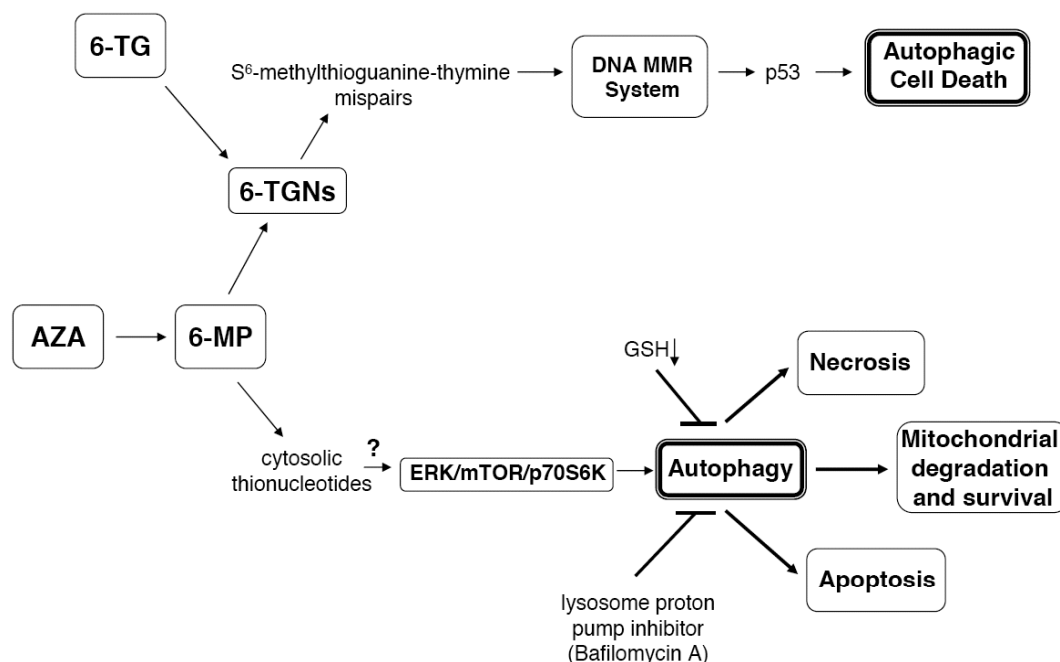 6-TG
S⁶-methylthioguanine-thymine
mispairs
DNA MMR
System
p53
Autophagic
Cell Death
6-TGNs
AZA
6-MP
GSH↓
Necrosis
?
cytosolic
thionucleotides
ERK/mTOR/p70S6K
Autophagy
Mitochondrial
degradation
and survival
Apoptosis
lysosome proton
pump inhibitor
(Bafilomycin A)